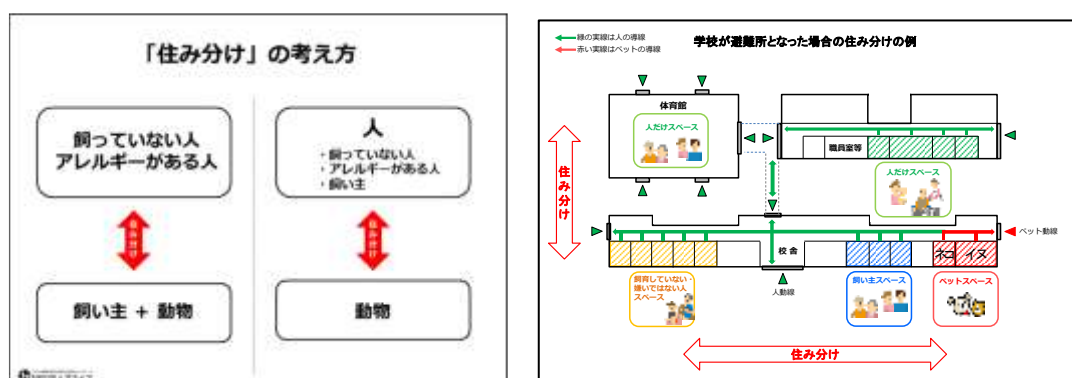 「住み分け」の考え方
飼っていない人
アレルギーがある人
住み分け
飼い主 + 動物
人
・飼っていない人
・アレルギーがある人
・飼い主
住み分け
動物
緑の実線は人の導線
赤い実線はペットの導線
学校が避難所となった場合の住み分けの例
体育館
人だけスペース
職員室等
人だけスペース
住み分け
ペット動線
校舎
ネコ
イヌ
人動線
飼育していない・
嫌いではない人
スペース
飼い主スペース
ペットスペース
住み分け